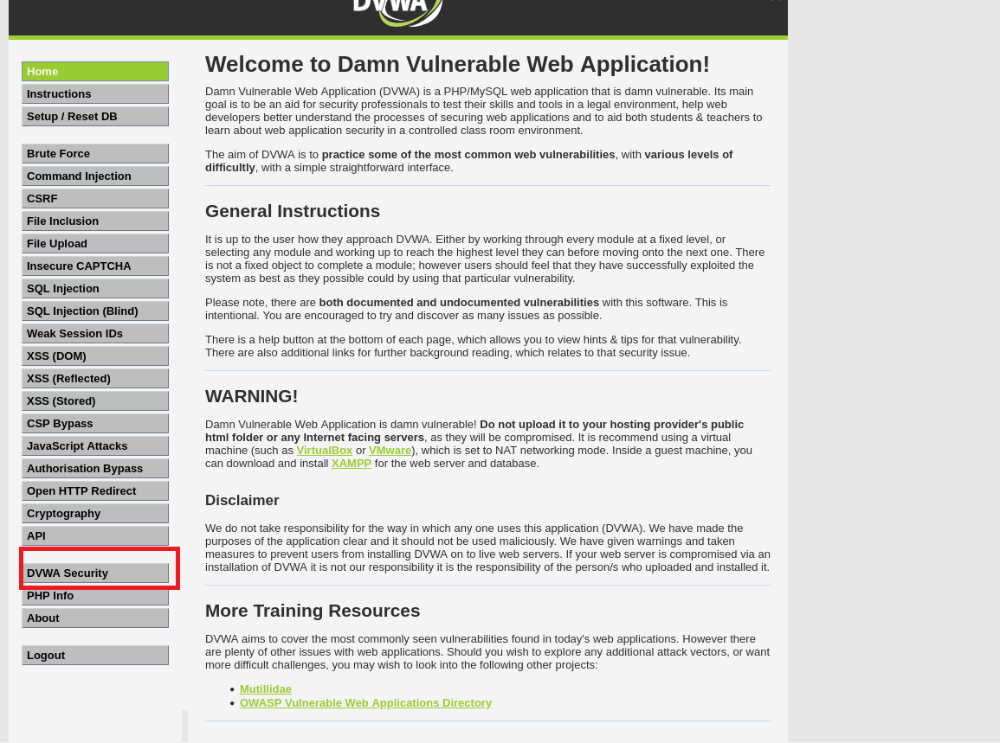 DVWA
Home
Instructions
Setup / Reset DB
Brute Force
Command Injection
CSRF
File Inclusion
File Upload
Insecure CAPTCHA
SQL Injection
SQL Injection (Blind)
Weak Session IDs
XSS (DOM)
XSS (Reflected)
XSS (Stored)
CSP Bypass
JavaScript Attacks
Authorisation Bypass
Open HTTP Redirect
Cryptography
API
DVWA Security
PHP Info
About
Logout
Welcome to Damn Vulnerable Web Application!
Damn Vulnerable Web Application (DVWA) is a PHP/MySQL web application that is damn vulnerable. Its main
goal is to be an aid for security professionals to test their skills and tools in a legal environment, help web
developers better understand the processes of securing web applications and to aid both students & teachers to
learn about web application security in a controlled class room environment.
The aim of DVWA is to practise some of the most common web vulnerabilities, with various levels of
difficultly, with a simple straightforward interface.
General Instructions
It is up to the user how they approach DVWA. Either by working through every module at a fixed level, or
selecting any module and working up to reach the highest level they can before moving onto the next one. There
is not a fixed object to complete a module; however users should feel that they have successfully exploited the
system as best as they possible could by using that particular vulnerability.
Please note, there are both documented and undocumented vulnerabilities with this software. This is
intentional. You are encouraged to try and discover as many issues as possible.
There is a help button at the bottom of each page, which allows you to view hints & tips for that vulnerability.
There are also additional links for further background reading, which relates to that security issue.
WARNING!
Damn Vulnerable Web Application is damn vulnerable! Do not upload it to your hosting provider's public
html folder or any Internet facing servers, as they will be compromised. It is recommend using a virtual
machine (such as VirtualBox or VMware), which is set to NAT networking mode. Inside a guest machine, you
can download and install XAMPP for the web server and database.
Disclaimer
We do not take responsibility for the way in which any one uses this application (DVWA). We have made the
purposes of the application clear and it should not be used maliciously. We have given warnings and taken
measures to prevent users from installing DVWA on to live web servers. If your web server is compromised via an
installation of DVWA it is not our responsibility it is the responsibility of the person/s who uploaded and installed it.
More Training Resources
DVWA aims to cover the most commonly seen vulnerabilities found in today's web applications. However there
are plenty of other issues with web applications. Should you wish to explore any additional attack vectors, or want
more difficult challenges, you may wish to look into the following other projects:
• Mutillidae
• OWASP Vulnerable Web Applications Directory